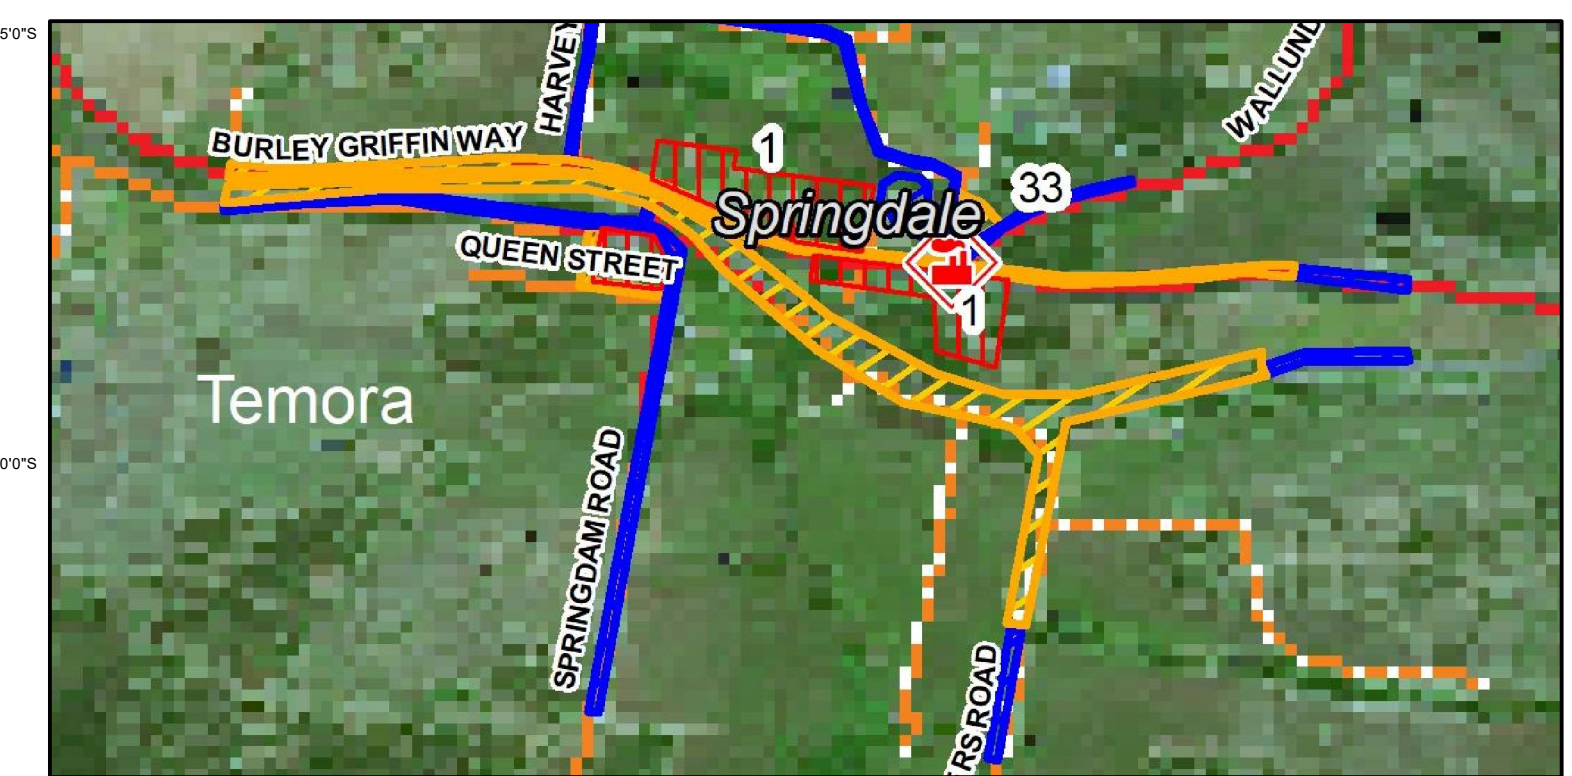 5'0"S
HARVEY
WALLUND
BURLEY GRIFFIN WAY
1
33
Springdale
QUEEN STREET
1
Temora
0'0"S
SPRINGDAM ROAD
ERS ROAD